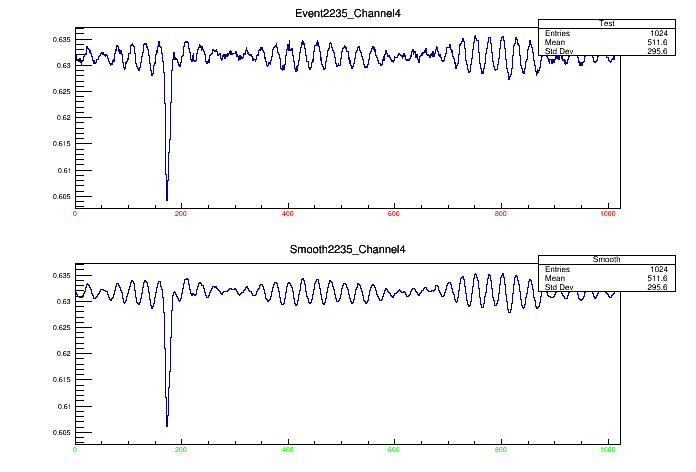 Event2235_Channel4
Test
Entries 1024
Mean 511.6
Std Dev 295.6
0.635
0.63
0.625
0.62
0.615
0.61
0.605
0 200 400 600 800 1000
Smooth2235_Channel4
Smooth
Entries 1024
Mean 511.6
Std Dev 295.6
0.635
0.63
0.625
0.62
0.615
0.61
0.605
0 200 400 600 800 1000